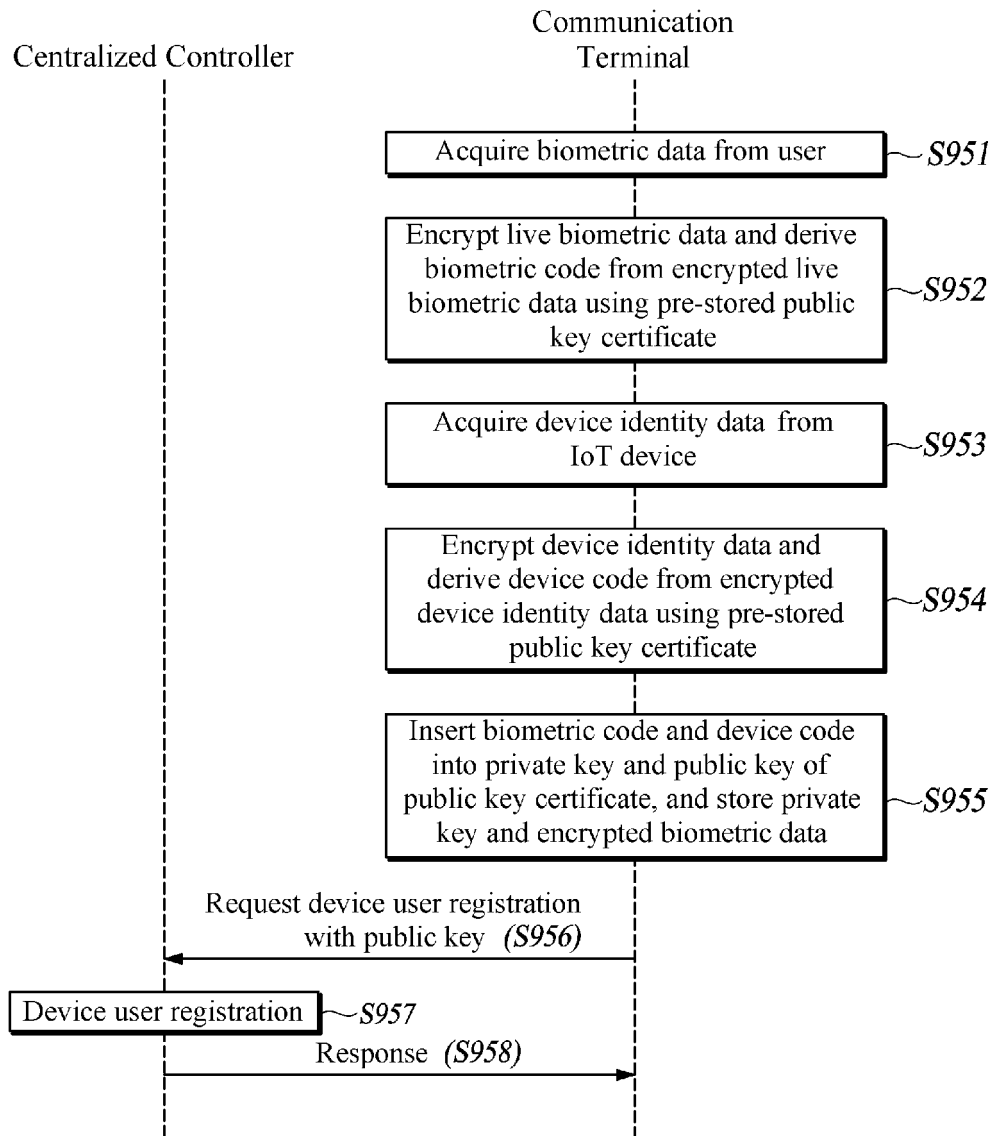 Centralized Controller
Communication
Terminal
Acquire biometric data from user
S951
Encrypt live biometric data and derive
biometric code from encrypted live
biometric data using pre-stored public
key certificate
S952
Acquire device identity data from
IoT device
S953
Encrypt device identity data and
derive device code from encrypted
device identity data using pre-stored
public key certificate
S954
Insert biometric code and device code
into private key and public key of
public key certificate, and store private
key and encrypted biometric data
S955
Request device user registration
with public key (S956)
Device user registration
S957
Response (S958)